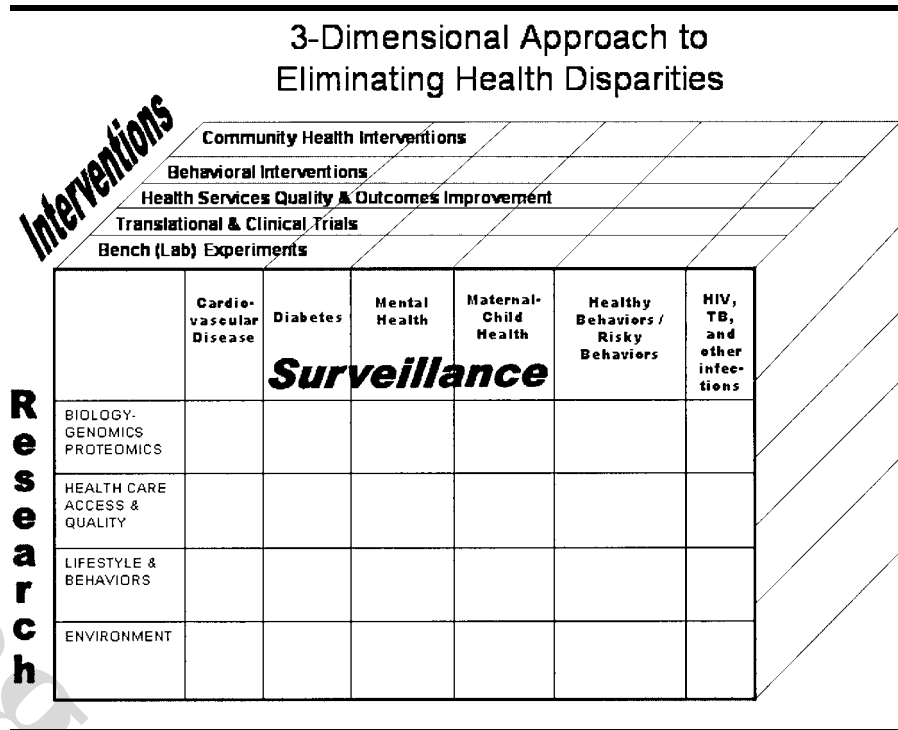 3-Dimensional Approach to
Eliminating Health Disparities
Interventions
Community Health Interventions
Behavioral Interventions
Health Services Quality & Outcomes Improvement
Translational & Clinical Trials
Bench (Lab) Experiments
Cardio-
vascular
Disease
Diabetes
Mental
Health
Maternal-
Child
Health
Healthy
Behaviors /
Risky
Behaviors
HIV,
TB,
and
other
infec-
tions
Surveillance
Research
BIOLOGY-
GENOMICS
PROTEOMICS
HEALTH CARE
ACCESS &
QUALITY
LIFESTYLE &
BEHAVIORS
ENVIRONMENT